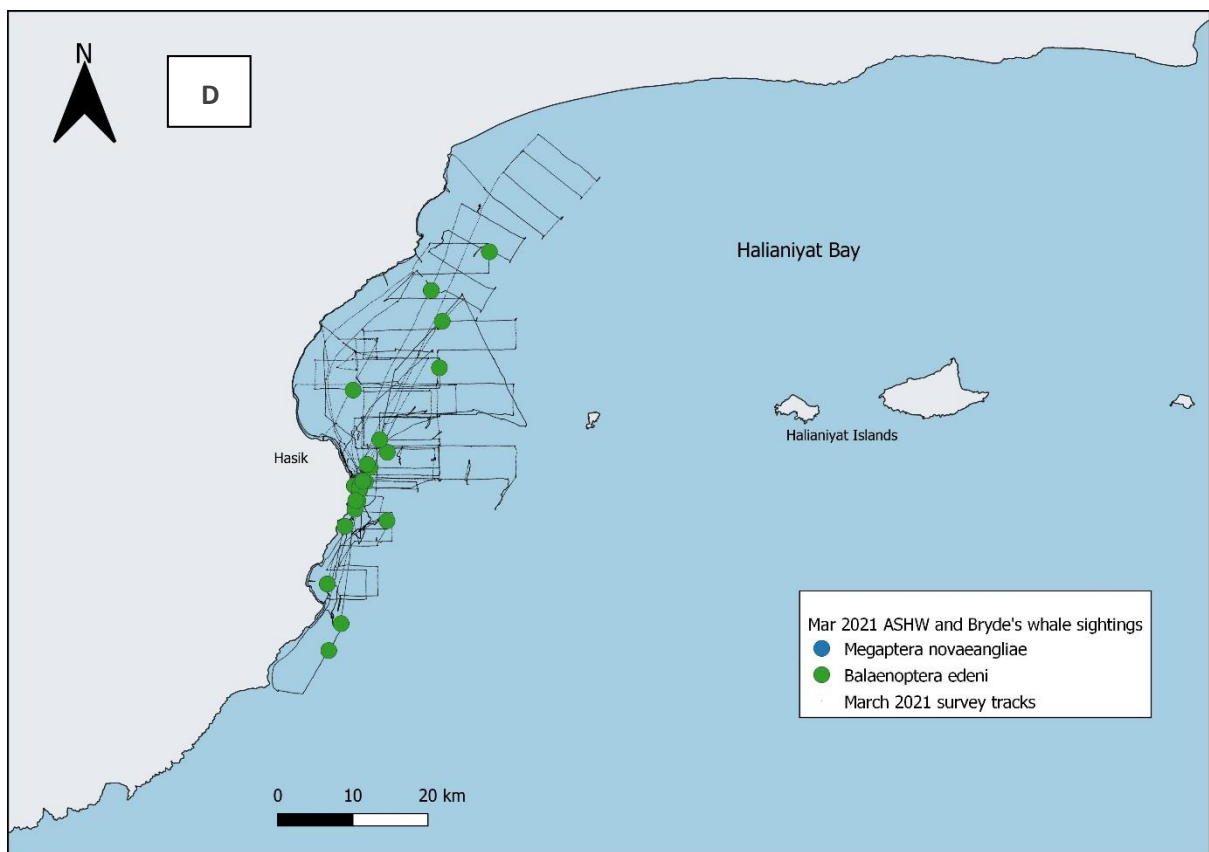 N
D
Halianiyat Bay
Halianiyat Islands
Hasik
Mar 2021 ASHW and Bryde's whale sightings
Megaptera novaeangliae
Balaenoptera edeni
March 2021 survey tracks
0 10 20 km